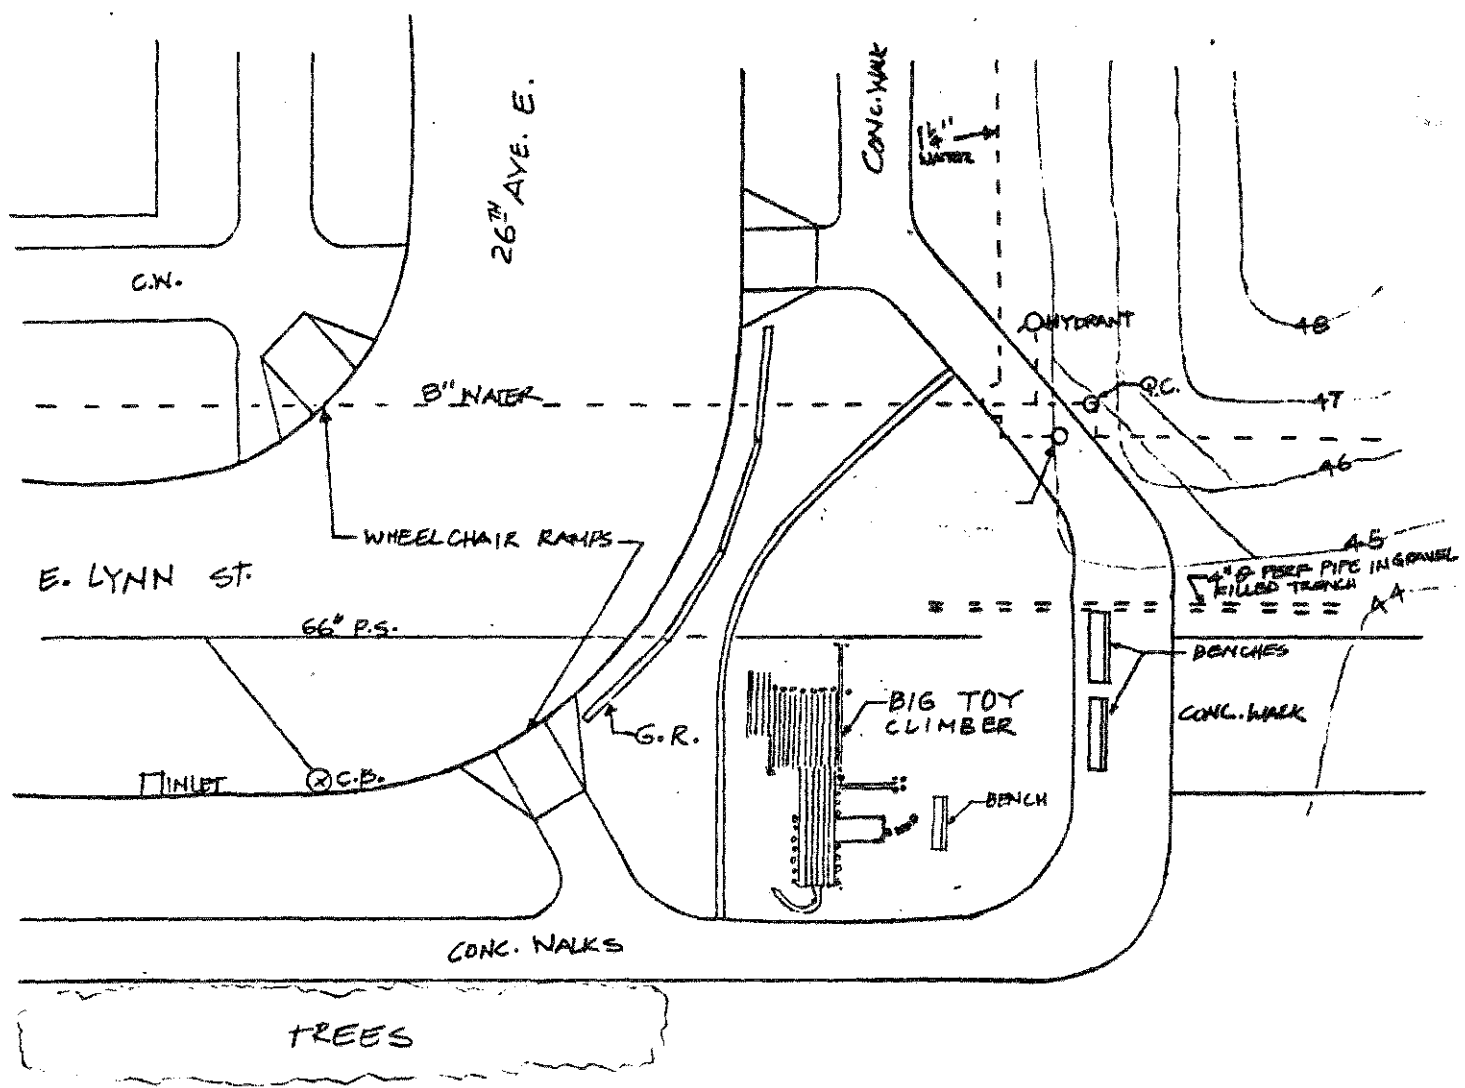 26TH AVE. E.
CONC. WALK
1¼"
WATER
C.W.
HYDRANT
48
8" WATER
Q.C.
47
46
WHEELCHAIR RAMPS
45
E. LYNN ST.
4" Ø PERF PIPE IN GRAVEL
FILLED TRENCH
44
66" P.S.
BENCHES
BIG TOY
CLIMBER
CONC. WALK
G.R.
INLET
C.B.
BENCH
CONC. WALKS
TREES